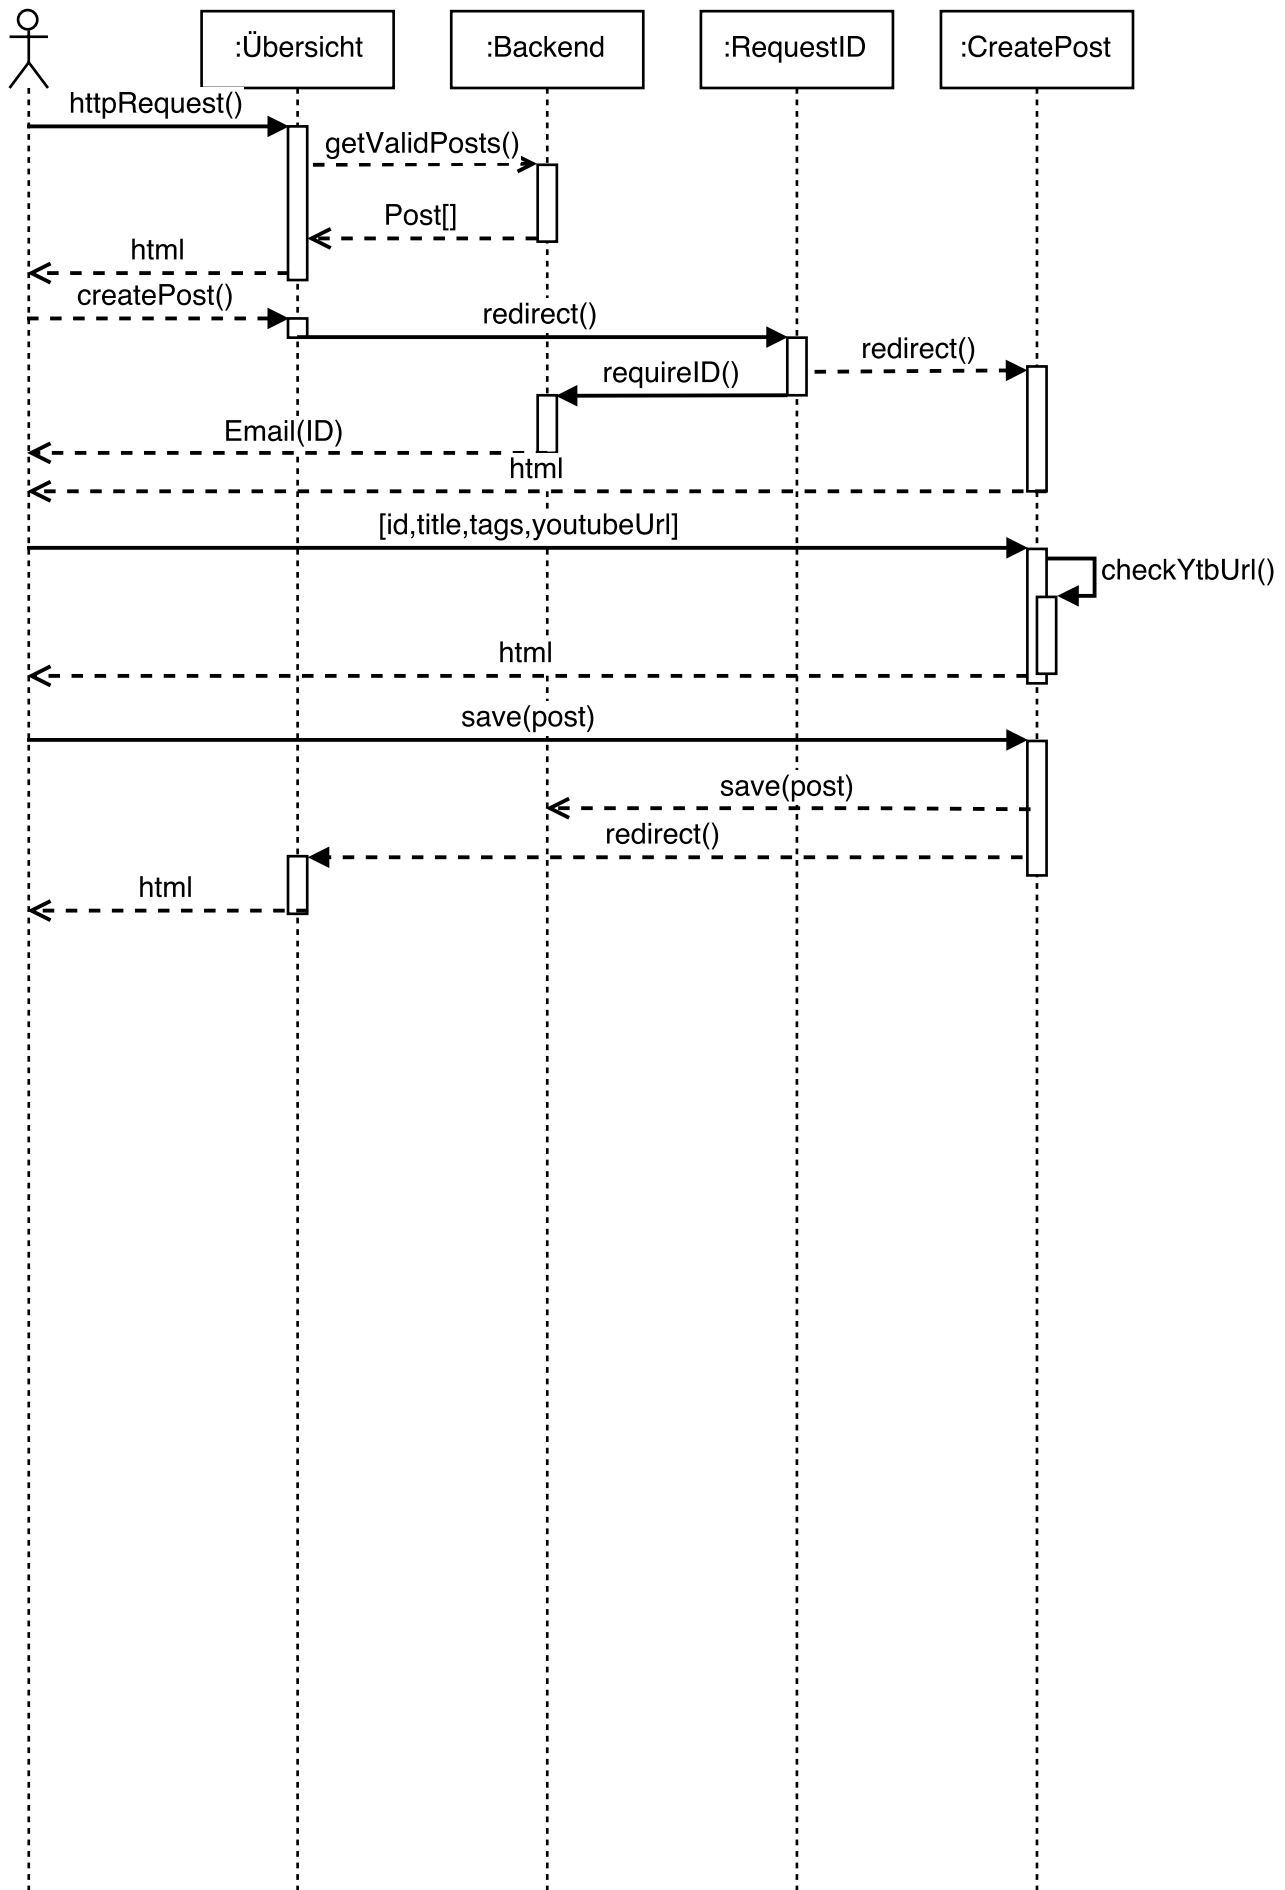 :Übersicht
:Backend
:RequestID
:CreatePost
httpRequest()
getValidPosts()
Post[]
html
createPost()
redirect()
redirect()
requireID()
Email(ID)
html
[id,title,tags,youtubeUrl]
checkYtbUrl()
html
save(post)
save(post)
redirect()
html